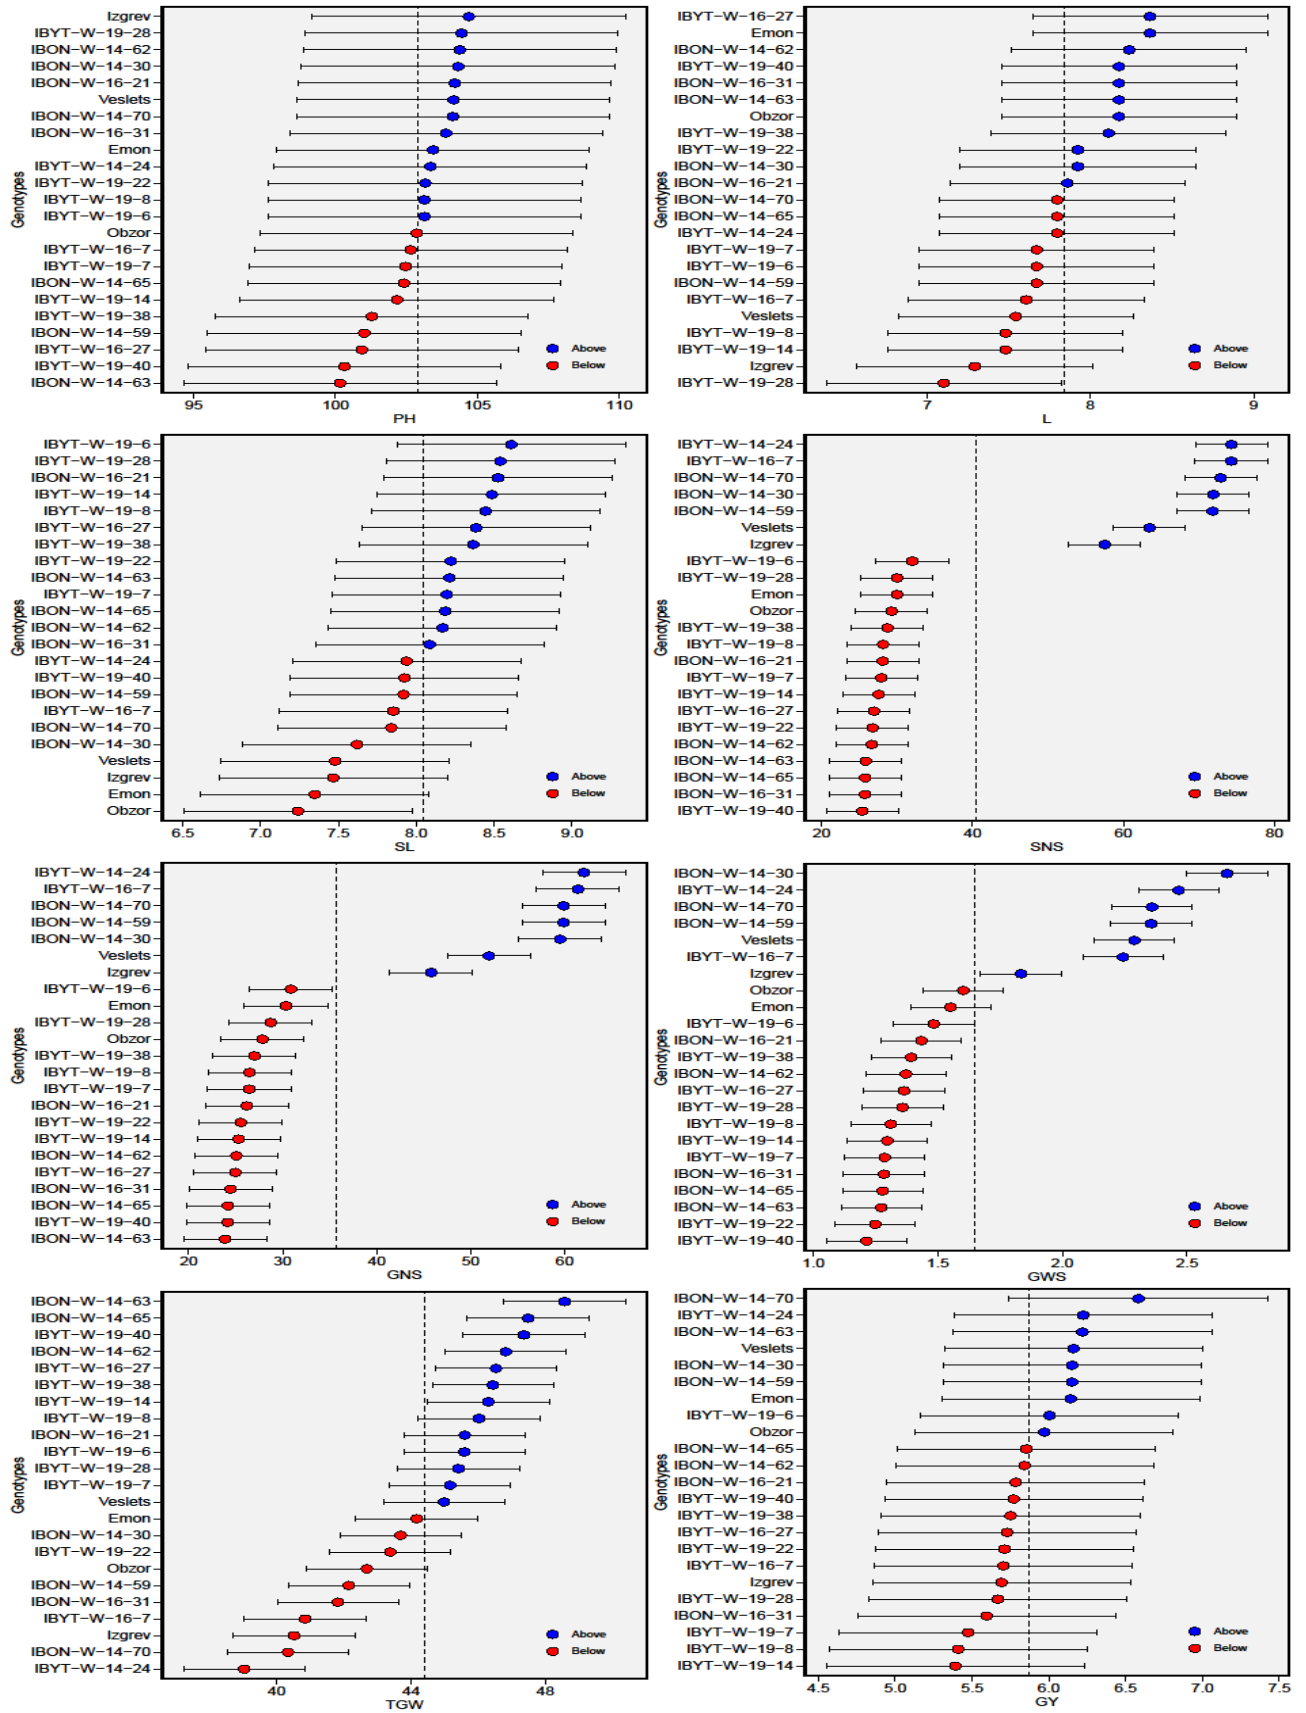 Izgrev
IBYT-W-19-28
IBON-W-14-62
IBON-W-14-30
IBON-W-16-21
Veslets
IBON-W-14-70
IBON-W-16-31
Emon
IBYT-W-14-24
IBYT-W-19-22
IBYT-W-19-8
IBYT-W-19-6
Obzor
IBYT-W-16-7
IBYT-W-19-7
IBON-W-14-65
IBYT-W-19-14
IBYT-W-19-38
IBON-W-14-59
IBYT-W-16-27
IBYT-W-19-40
IBON-W-14-63
Genotypes
Above
Below
95 100 105 110
PH
IBYT-W-16-27
Emon
IBON-W-14-62
IBYT-W-19-40
IBON-W-16-31
IBON-W-14-63
Obzor
IBYT-W-19-38
IBYT-W-19-22
IBON-W-14-30
IBON-W-16-21
IBON-W-14-70
IBON-W-14-65
IBYT-W-14-24
IBYT-W-19-7
IBYT-W-19-6
IBON-W-14-59
IBYT-W-16-7
Veslets
IBYT-W-19-8
IBYT-W-19-14
Izgrev
IBYT-W-19-28
Genotypes
Above
Below
7 8 9
L
IBYT-W-19-6
IBYT-W-19-28
IBON-W-16-21
IBYT-W-19-14
IBYT-W-19-8
IBYT-W-16-27
IBYT-W-19-38
IBYT-W-19-22
IBON-W-14-63
IBYT-W-19-7
IBON-W-14-65
IBON-W-14-62
IBON-W-16-31
IBYT-W-14-24
IBYT-W-19-40
IBON-W-14-59
IBYT-W-16-7
IBON-W-14-70
IBON-W-14-30
Veslets
Izgrev
Emon
Obzor
Genotypes
Above
Below
6.5 7.0 7.5 8.0 8.5 9.0
SL
IBYT-W-14-24
IBYT-W-16-7
IBON-W-14-70
IBON-W-14-30
IBON-W-14-59
Veslets
Izgrev
IBYT-W-19-6
IBYT-W-19-28
Emon
Obzor
IBYT-W-19-38
IBYT-W-19-8
IBON-W-16-21
IBYT-W-19-7
IBYT-W-19-14
IBYT-W-16-27
IBYT-W-19-22
IBON-W-14-62
IBON-W-14-63
IBON-W-14-65
IBON-W-16-31
IBYT-W-19-40
Genotypes
Above
Below
20 40 60 80
SNS
IBYT-W-14-24
IBYT-W-16-7
IBON-W-14-70
IBON-W-14-59
IBON-W-14-30
Veslets
Izgrev
IBYT-W-19-6
Emon
IBYT-W-19-28
Obzor
IBYT-W-19-38
IBYT-W-19-8
IBYT-W-19-7
IBON-W-16-21
IBYT-W-19-22
IBYT-W-19-14
IBON-W-14-62
IBYT-W-16-27
IBON-W-16-31
IBON-W-14-65
IBYT-W-19-40
IBON-W-14-63
Genotypes
Above
Below
20 30 40 50 60
GNS
IBON-W-14-30
IBYT-W-14-24
IBON-W-14-70
IBON-W-14-59
Veslets
IBYT-W-16-7
Izgrev
Obzor
Emon
IBYT-W-19-6
IBON-W-16-21
IBYT-W-19-38
IBON-W-14-62
IBYT-W-16-27
IBYT-W-19-28
IBYT-W-19-8
IBYT-W-19-14
IBYT-W-19-7
IBON-W-16-31
IBON-W-14-65
IBON-W-14-63
IBYT-W-19-22
IBYT-W-19-40
Genotypes
Above
Below
1.0 1.5 2.0 2.5
GWS
IBON-W-14-63
IBON-W-14-65
IBYT-W-19-40
IBON-W-14-62
IBYT-W-16-27
IBYT-W-19-38
IBYT-W-19-14
IBYT-W-19-8
IBON-W-16-21
IBYT-W-19-6
IBYT-W-19-28
IBYT-W-19-7
Veslets
Emon
IBON-W-14-30
IBYT-W-19-22
Obzor
IBON-W-14-59
IBON-W-16-31
IBYT-W-16-7
Izgrev
IBON-W-14-70
IBYT-W-14-24
Genotypes
Above
Below
40 44 48
TGW
IBON-W-14-70
IBYT-W-14-24
IBON-W-14-63
Veslets
IBON-W-14-30
IBON-W-14-59
Emon
IBYT-W-19-6
Obzor
IBON-W-14-65
IBON-W-14-62
IBON-W-16-21
IBYT-W-19-40
IBYT-W-19-38
IBYT-W-16-27
IBYT-W-19-22
IBYT-W-16-7
Izgrev
IBYT-W-19-28
IBON-W-16-31
IBYT-W-19-7
IBYT-W-19-8
IBYT-W-19-14
Genotypes
Above
Below
4.5 5.0 5.5 6.0 6.5 7.0 7.5
GY